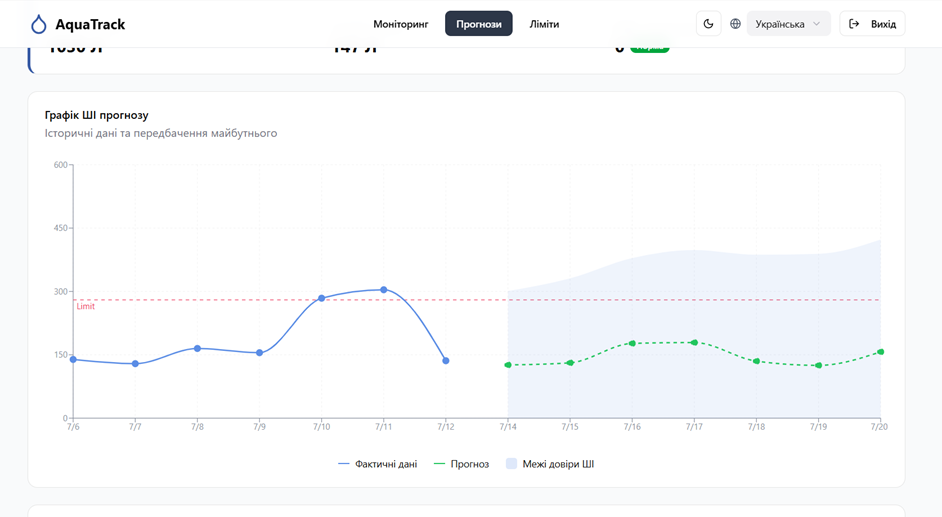 AquaTrack
Моніторинг
Прогнози
Ліміти
Українська
Вихід
147 л
0
Графік ШІ прогнозу
Історичні дані та передбачення майбутнього
600
450
300
Limit
150
0
7/6 7/7 7/8 7/9 7/10 7/11 7/12 7/14 7/15 7/16 7/17 7/18 7/19 7/20
Фактичні дані Прогноз Межі довіри ШІ